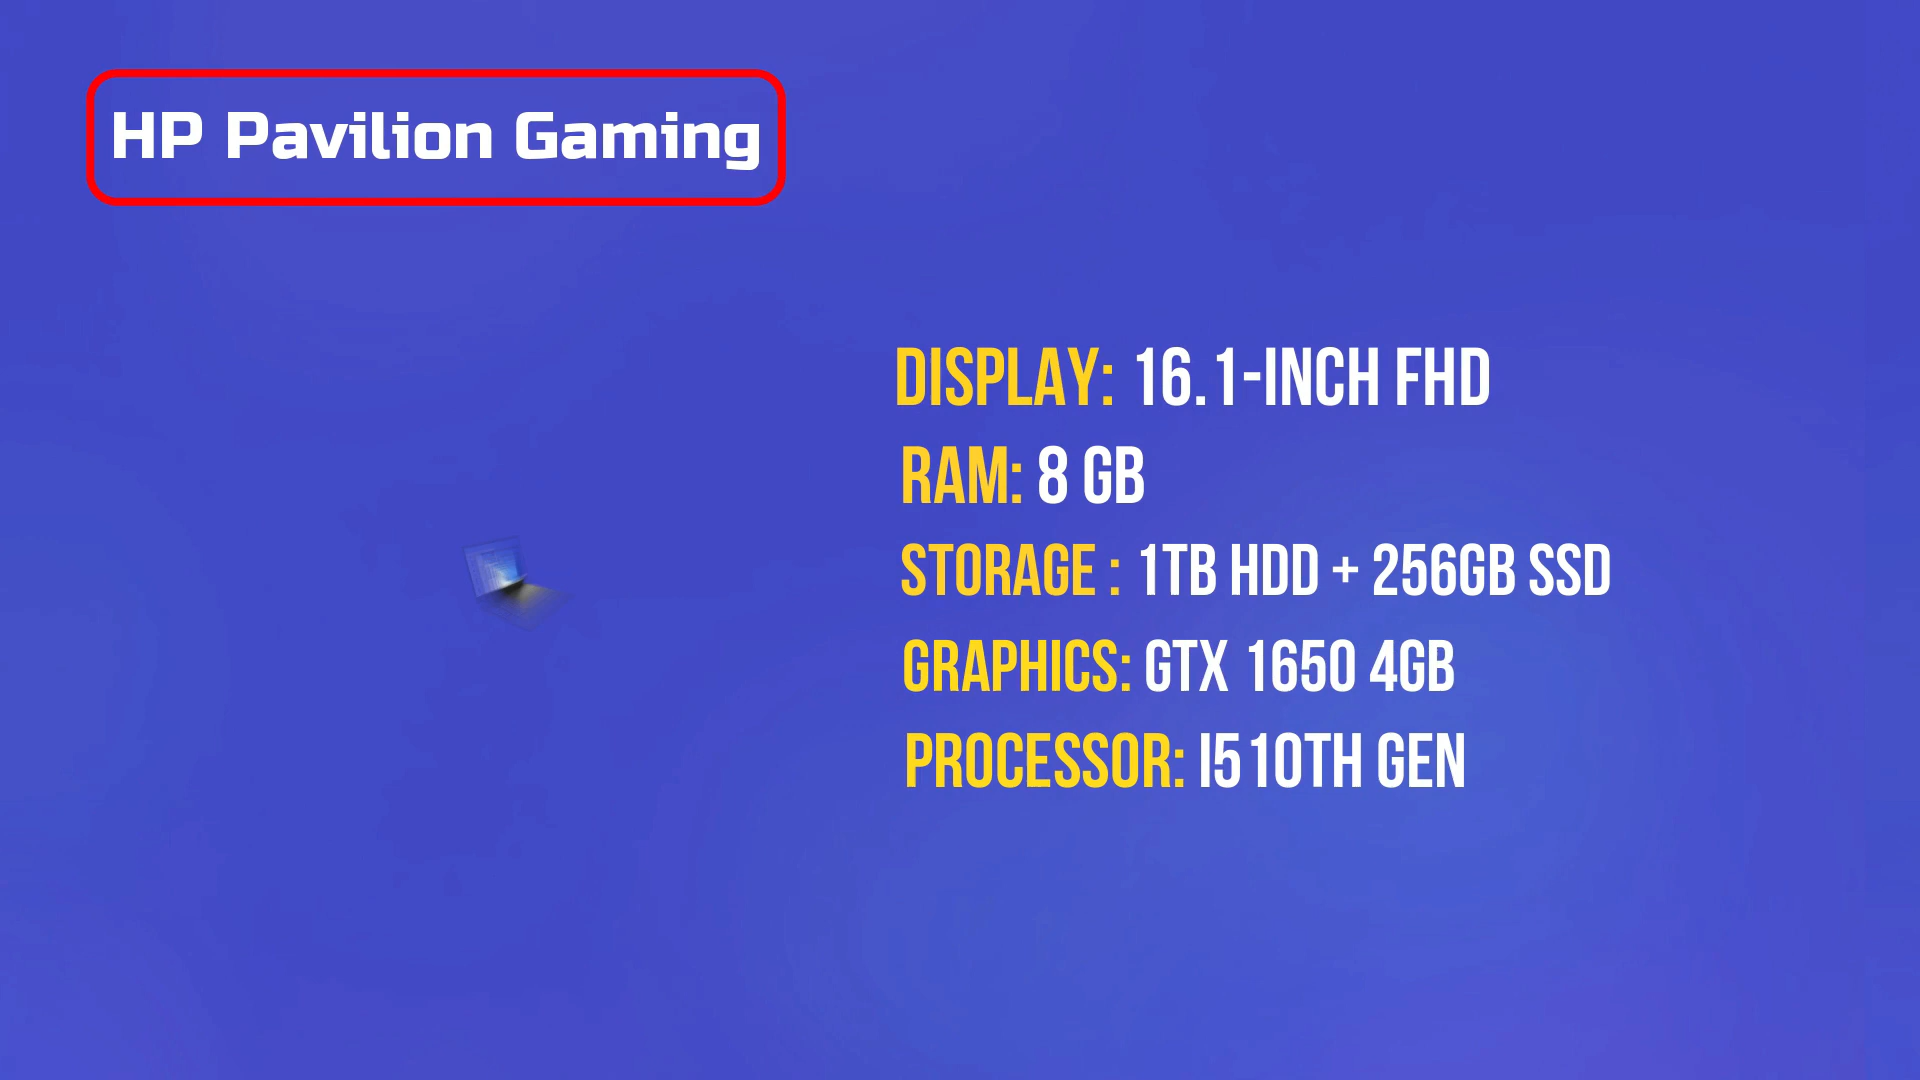 HP Pavilion Gaming
DISPLAY: 16.1-INCH FHD
RAM: 8 GB
STORAGE : 1TB HDD + 256GB SSD
GRAPHICS: GTX 1650 4GB
PROCESSOR: I5 10TH GEN